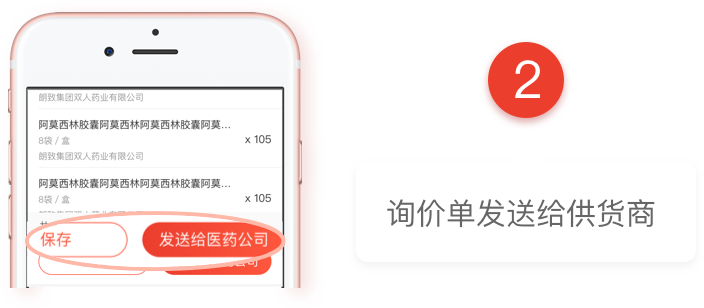 朗致集团双人药业有限公司
阿莫西林胶囊阿莫西林阿莫西林胶囊阿莫...
8袋 / 盒
x 105
朗致集团双人药业有限公司
阿莫西林胶囊阿莫西林阿莫西林胶囊阿莫...
8袋 / 盒
x 105
保存
发送给医药公司
2
询价单发送给供货商